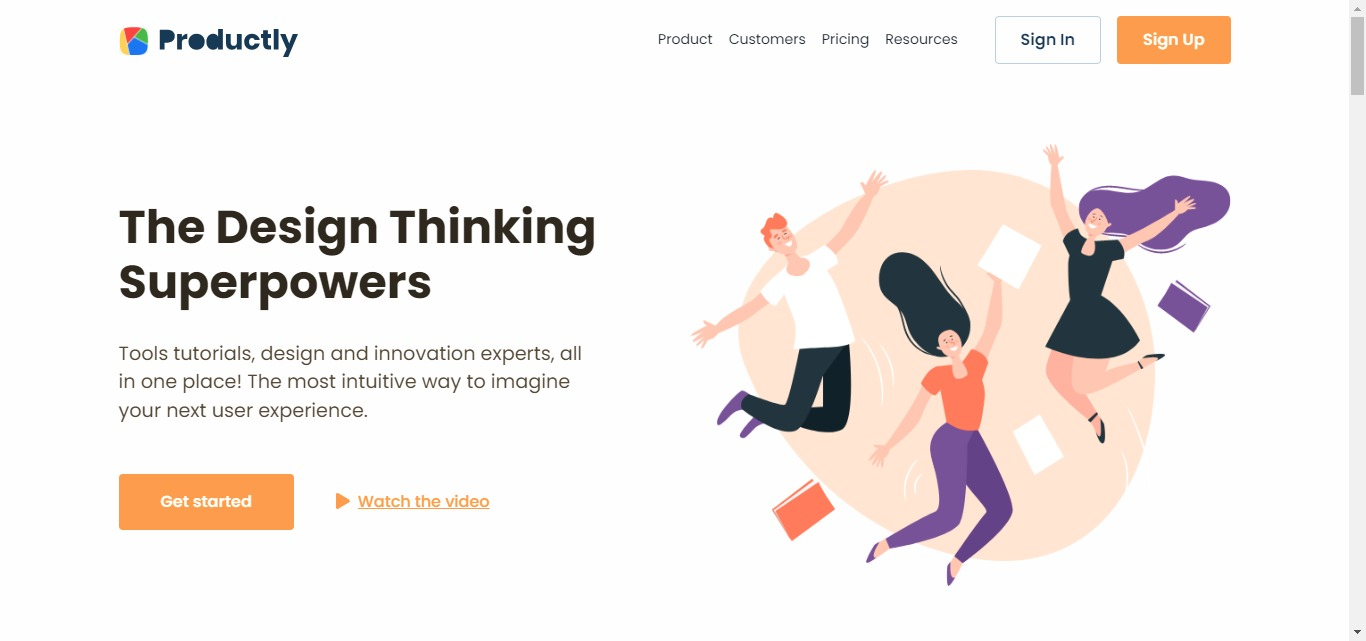 Productly
Product Customers Pricing Resources Sign In Sign Up
The Design Thinking
Superpowers
Tools tutorials, design and innovation experts, all
in one place! The most intuitive way to imagine
your next user experience.
Get started Watch the video